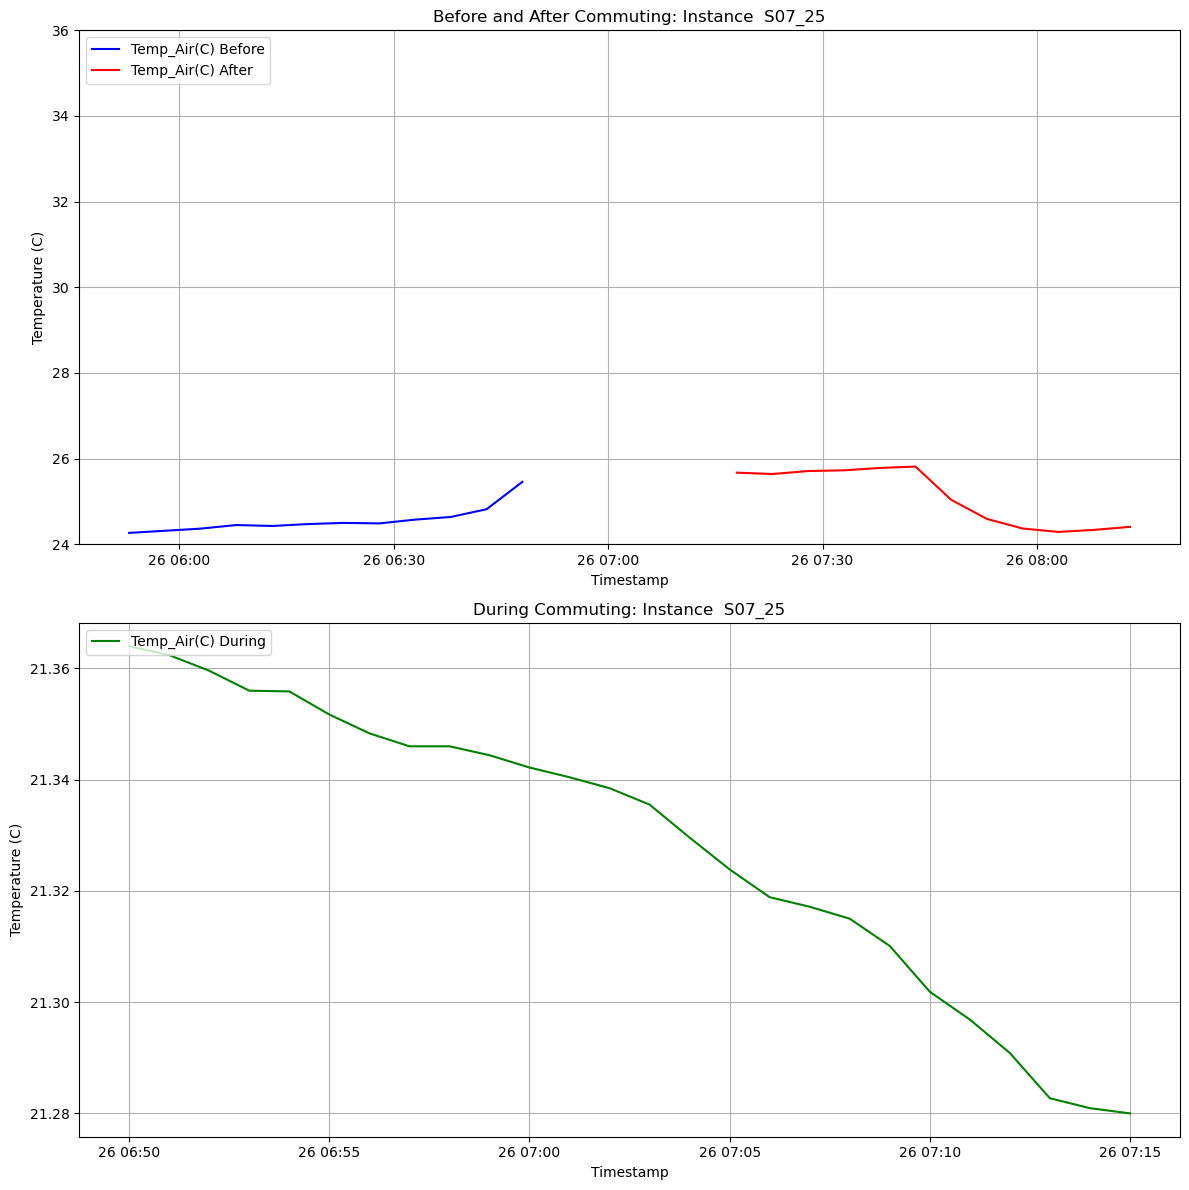 Before and After Commuting: Instance  S07_25
Temp_Air(C) Before
Temp_Air(C) After
Temperature (C)
36
34
32
30
28
26
24
26 06:00
26 06:30
26 07:00
26 07:30
26 08:00
Timestamp
During Commuting: Instance  S07_25
Temp_Air(C) During
Temperature (C)
21.36
21.34
21.32
21.30
21.28
26 06:50
26 06:55
26 07:00
26 07:05
26 07:10
26 07:15
Timestamp